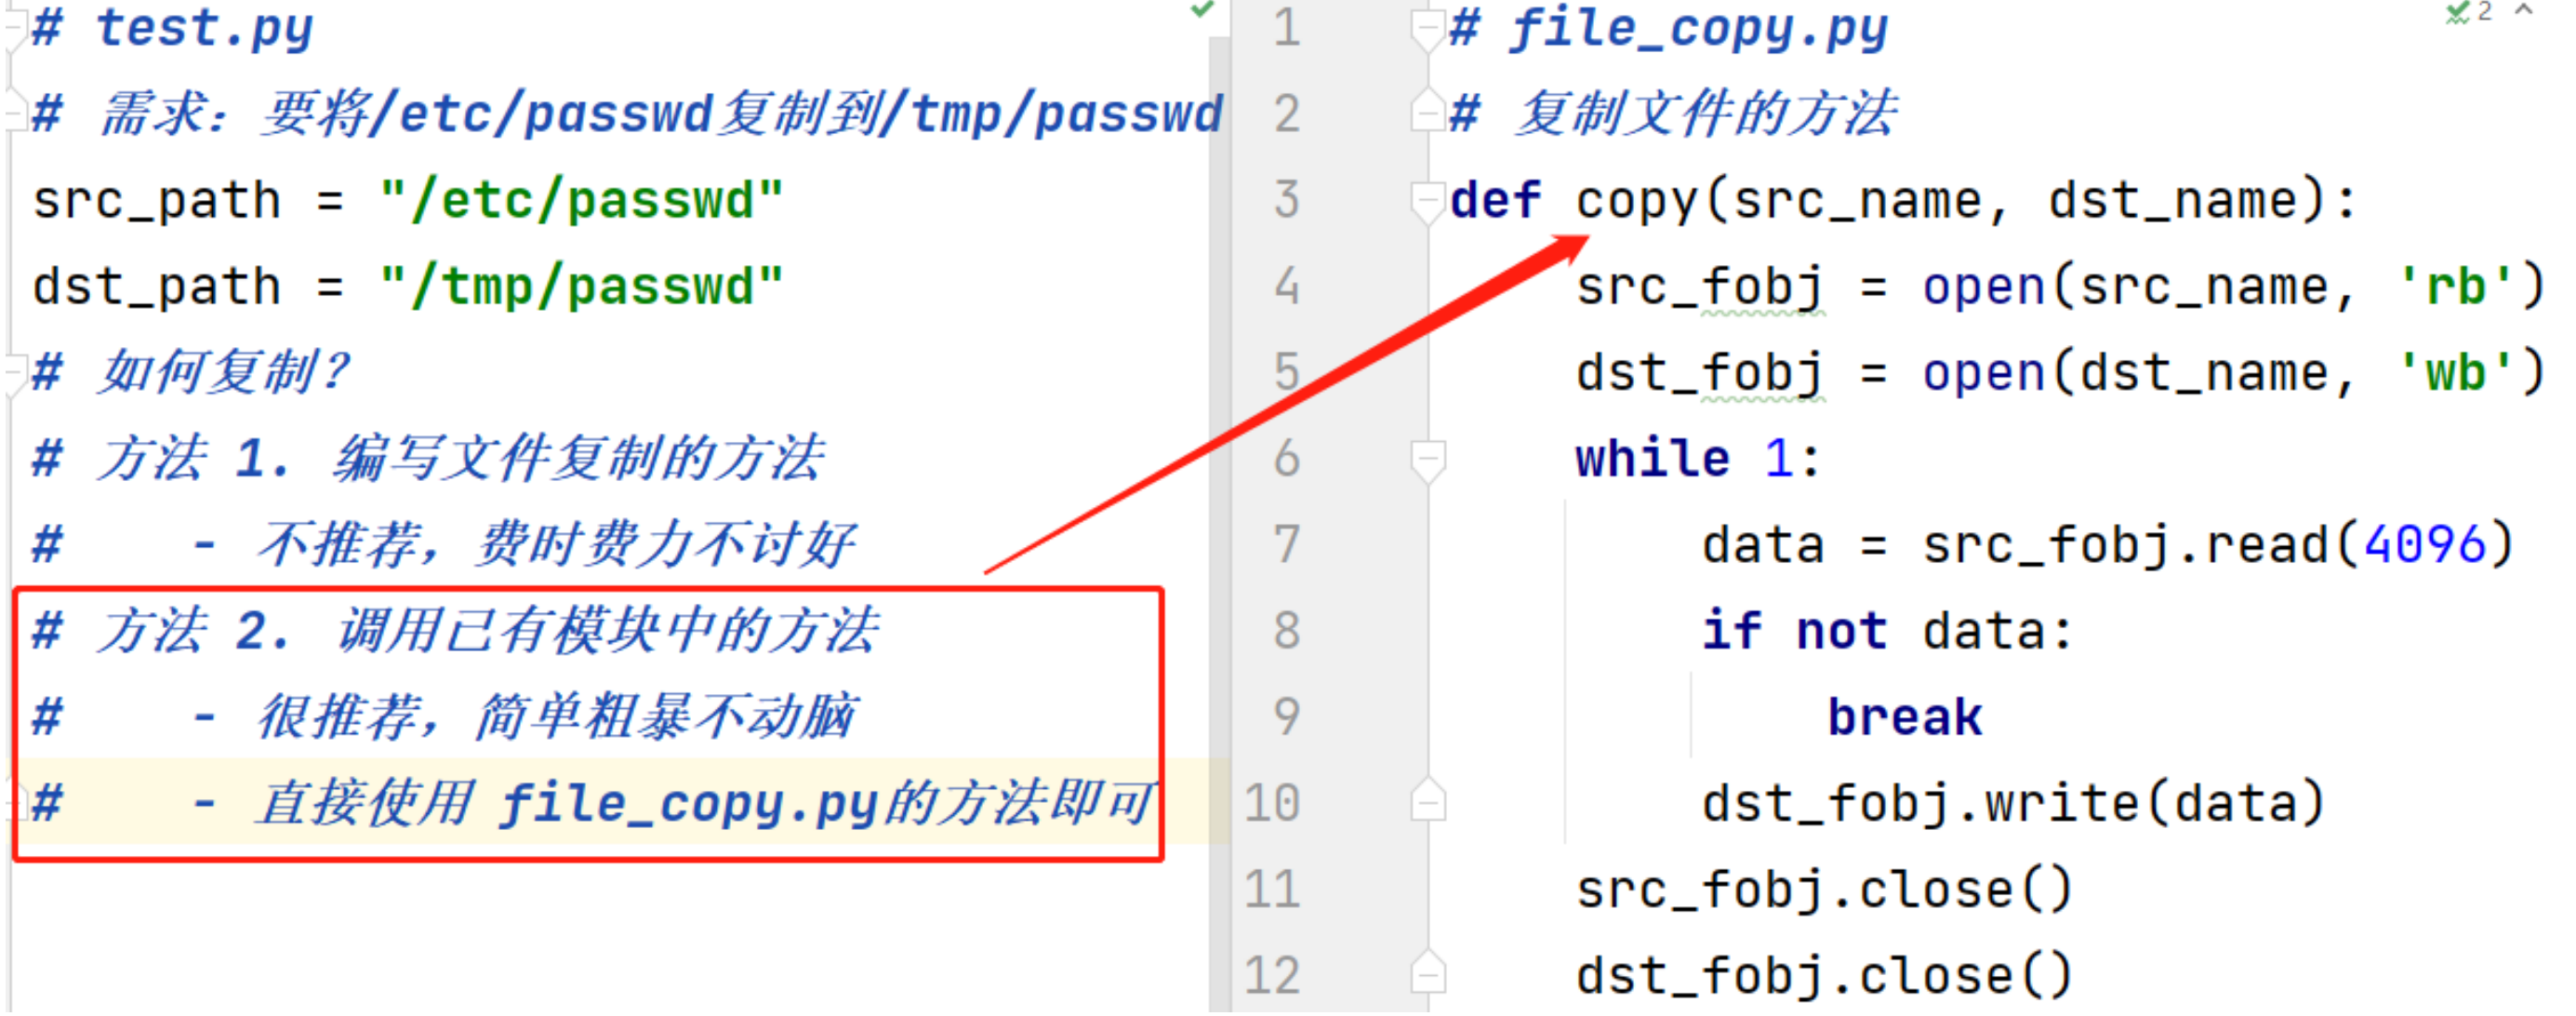 # test.py
# 需求：要将/etc/passwd复制到/tmp/passwd
src_path = "/etc/passwd"
dst_path = "/tmp/passwd"
# 如何复制？
# 方法 1. 编写文件复制的方法
#    - 不推荐，费时费力不讨好
# 方法 2. 调用已有模块中的方法
#    - 很推荐，简单粗暴不动脑
#    - 直接使用 file_copy.py的方法即可
2
1 # file_copy.py
2 # 复制文件的方法
3 def copy(src_name, dst_name):
4     src_fobj = open(src_name, 'rb')
5     dst_fobj = open(dst_name, 'wb')
6     while 1:
7         data = src_fobj.read(4096)
8         if not data:
9             break
10         dst_fobj.write(data)
11     src_fobj.close()
12     dst_fobj.close()